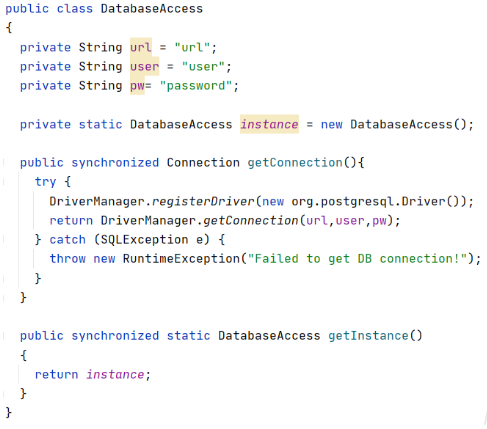 public class DatabaseAccess
{
  private String url = "url";
  private String user = "user";
  private String pw= "password";

  private static DatabaseAccess instance = new DatabaseAccess();

  public synchronized Connection getConnection(){
    try {
      DriverManager.registerDriver(new org.postgresql.Driver());
      return DriverManager.getConnection(url,user,pw);
    } catch (SQLException e) {
      throw new RuntimeException("Failed to get DB connection!");
    }
  }

  public synchronized static DatabaseAccess getInstance()
  {
    return instance;
  }
}